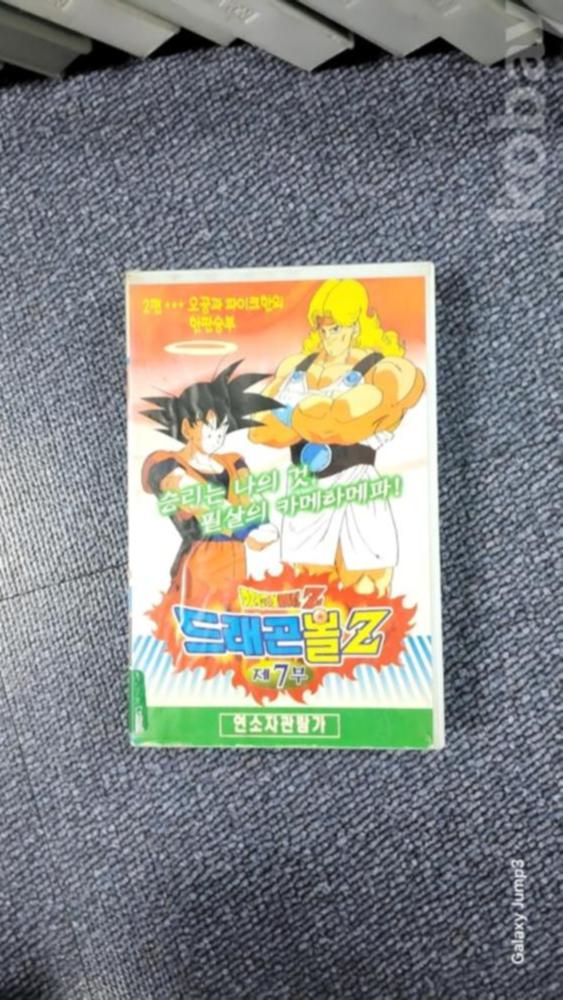 kobay
2편 ••• 오공과 파이크한의
한판승부
승리는 나의 것
필살의 카메라메파!
드래곤볼Z
제7부
연소자관람가
Galaxy Jump3